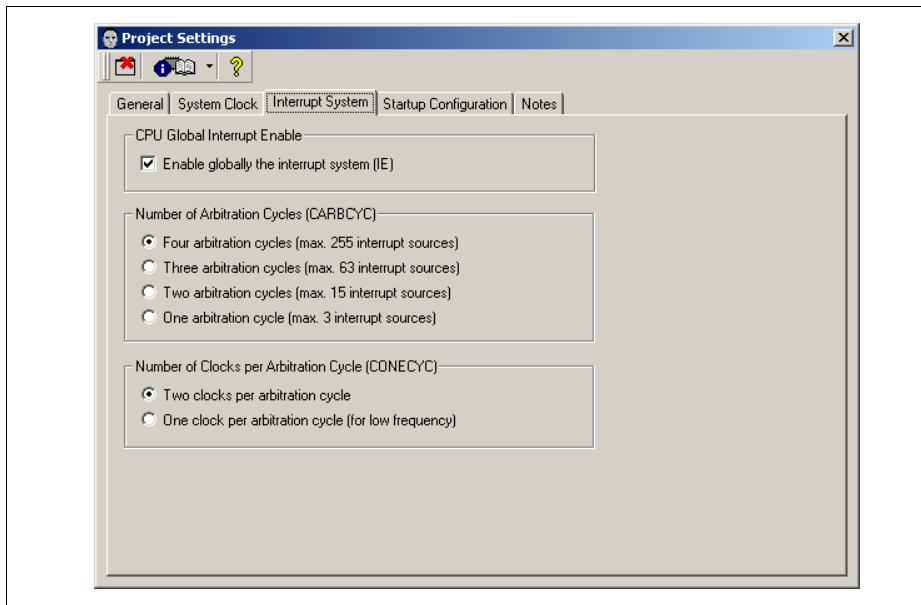 Project Settings
General System Clock Interrupt System Startup Configuration Notes
CPU Global Interrupt Enable
Enable globally the interrupt system (IE)
Number of Arbitration Cycles (CARBCYC)
Four arbitration cycles (max. 255 interrupt sources)
Three arbitration cycles (max. 63 interrupt sources)
Two arbitration cycles (max. 15 interrupt sources)
One arbitration cycle (max. 3 interrupt sources)
Number of Clocks per Arbitration Cycle (CONECYC)
Two clocks per arbitration cycle
One clock per arbitration cycle (for low frequency)